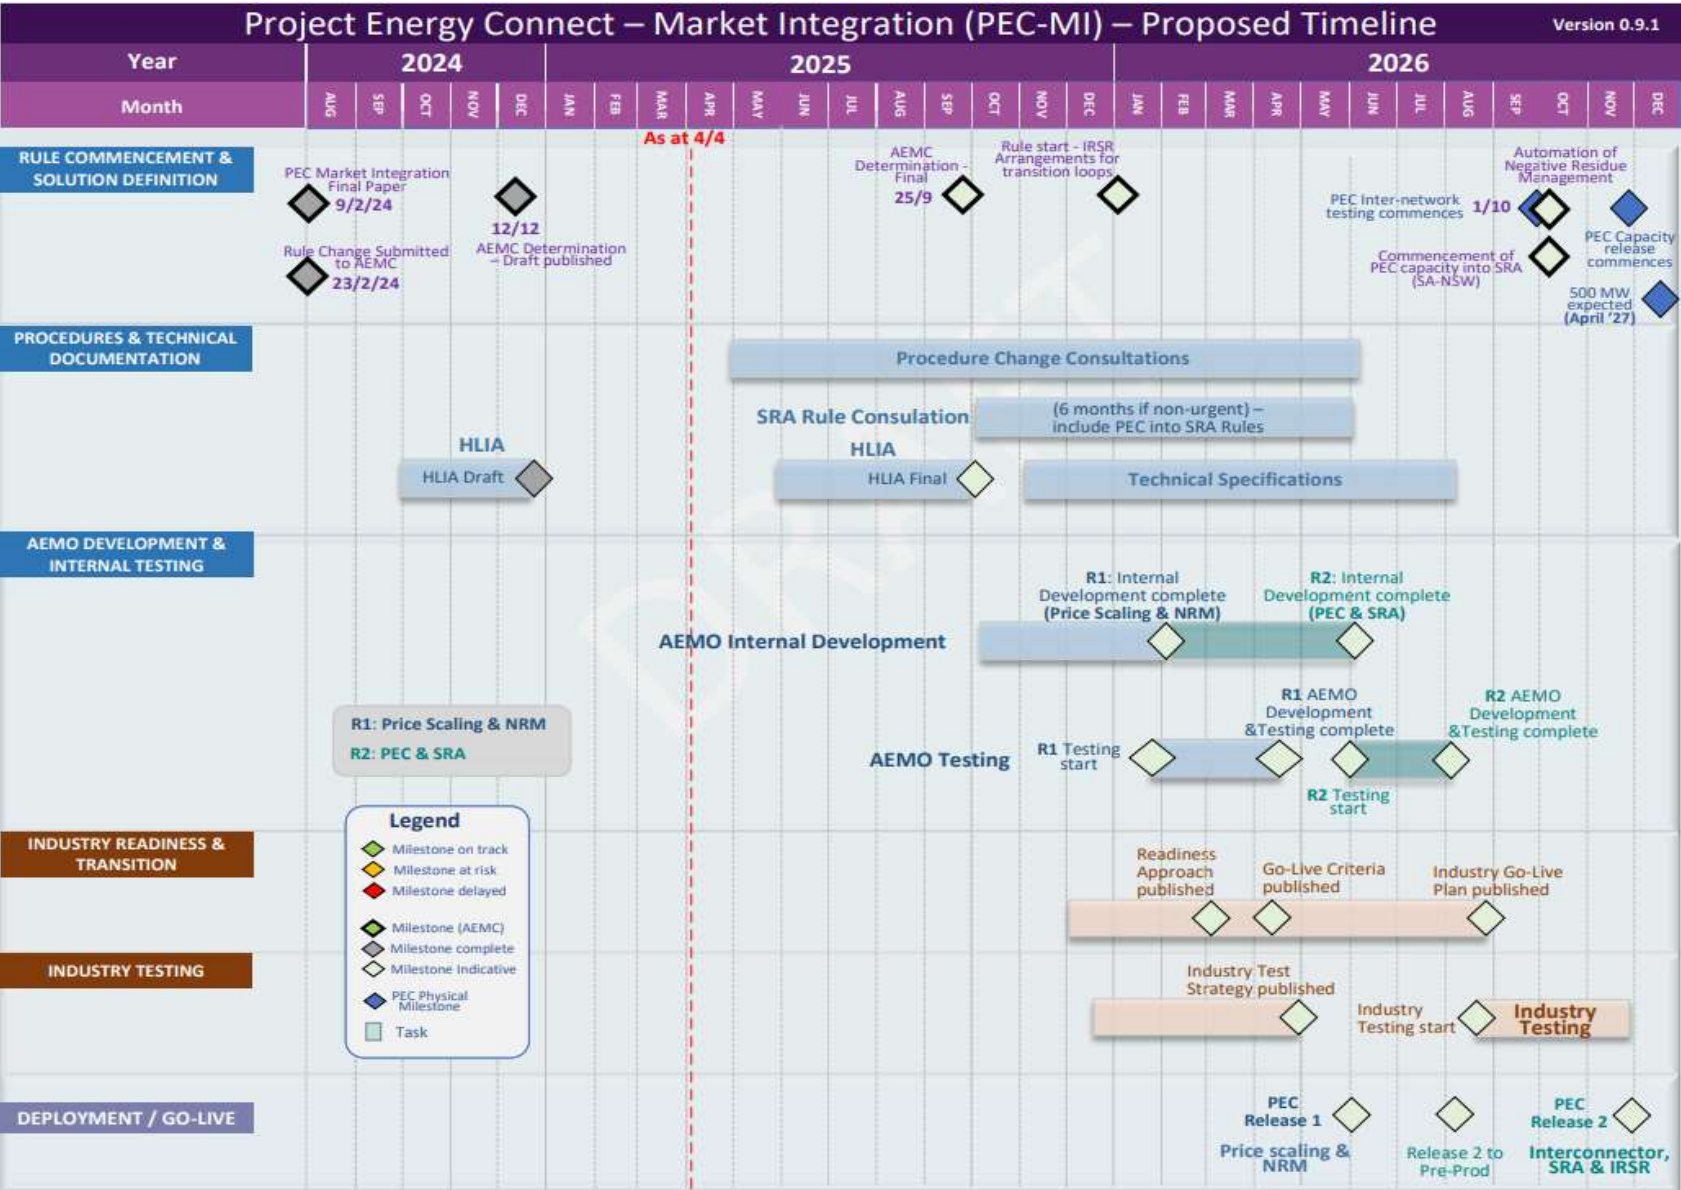 Project Energy Connect – Market Integration (PEC-MI) – Proposed Timeline
Version 0.9.1
Year
2024
2025
2026
Month
AUG
SEP
OCT
NOV
DEC
JAN
FEB
MAR
APR
MAY
JUN
JUL
AUG
SEP
OCT
NOV
DEC
JAN
FEB
MAR
APR
MAY
JUN
JUL
AUG
SEP
OCT
NOV
DEC
As at 4/4
RULE COMMENCEMENT &
SOLUTION DEFINITION
PEC Market Integration
Final Paper
9/2/24
Rule Change Submitted
to AEMC
23/2/24
12/12
AEMC Determination
– Draft published
AEMC
Determination -
Final
25/9
Rule start - IRSR
Arrangements for
transition loops
PEC Inter-network
testing commences
1/10
Automation of
Negative Residue
Management
Commencement of
PEC capacity into SRA
(SA-NSW)
PEC Capacity
release
commences
500 MW
expected
(April '27)
PROCEDURES & TECHNICAL
DOCUMENTATION
Procedure Change Consultations
SRA Rule Consulation
(6 months if non-urgent) –
include PEC into SRA Rules
HLIA
HLIA Draft
HLIA
HLIA Final
Technical Specifications
DRAFT
AEMO DEVELOPMENT &
INTERNAL TESTING
R1: Internal
Development complete
(Price Scaling & NRM)
R2: Internal
Development complete
(PEC & SRA)
AEMO Internal Development
R1: Price Scaling & NRM
R2: PEC & SRA
AEMO Testing
R1 Testing
start
R1 AEMO
Development
&Testing complete
R2 Testing
start
R2 AEMO
Development
&Testing complete
Legend
Milestone on track
Milestone at risk
Milestone delayed
Milestone (AEMC)
Milestone complete
Milestone Indicative
PEC Physical
Milestone
Task
INDUSTRY READINESS &
TRANSITION
Readiness
Approach
published
Go-Live Criteria
published
Industry Go-Live
Plan published
INDUSTRY TESTING
Industry Test
Strategy published
Industry
Testing start
Industry
Testing
DEPLOYMENT / GO-LIVE
PEC
Release 1
Price scaling &
NRM
Release 2 to
Pre-Prod
PEC
Release 2
Interconnector,
SRA & IRSR